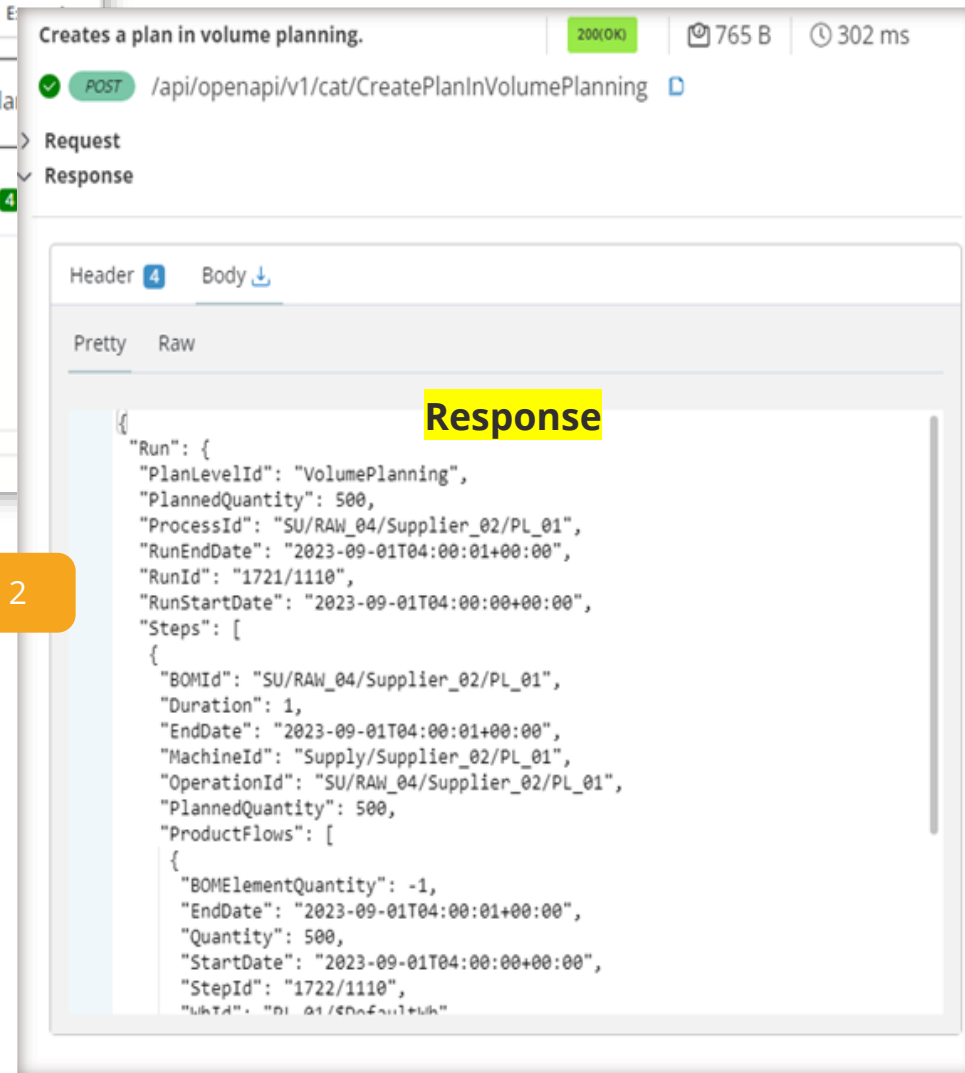 Creates a plan in volume planning.
200(OK)
765 B
302 ms
POST /api/openapi/v1/cat/CreatePlanInVolumePlanning
Request
Response
4
Header 4 Body
Pretty Raw
Response
{
"Run": {
"PlanLevelId": "VolumePlanning",
"PlannedQuantity": 500,
"ProcessId": "SU/RAW_04/Supplier_02/PL_01",
"RunEndDate": "2023-09-01T04:00:01+00:00",
"RunId": "1721/1110",
"RunStartDate": "2023-09-01T04:00:00+00:00",
"Steps": [
{
"BOMId": "SU/RAW_04/Supplier_02/PL_01",
"Duration": 1,
"EndDate": "2023-09-01T04:00:01+00:00",
"MachineId": "Supply/Supplier_02/PL_01",
"OperationId": "SU/RAW_04/Supplier_02/PL_01",
"PlannedQuantity": 500,
"ProductFlows": [
{
"BOMElementQuantity": -1,
"EndDate": "2023-09-01T04:00:01+00:00",
"Quantity": 500,
"StartDate": "2023-09-01T04:00:00+00:00",
"StepId": "1722/1110",
"WhId": "PL_01/$DefaultWh"
2